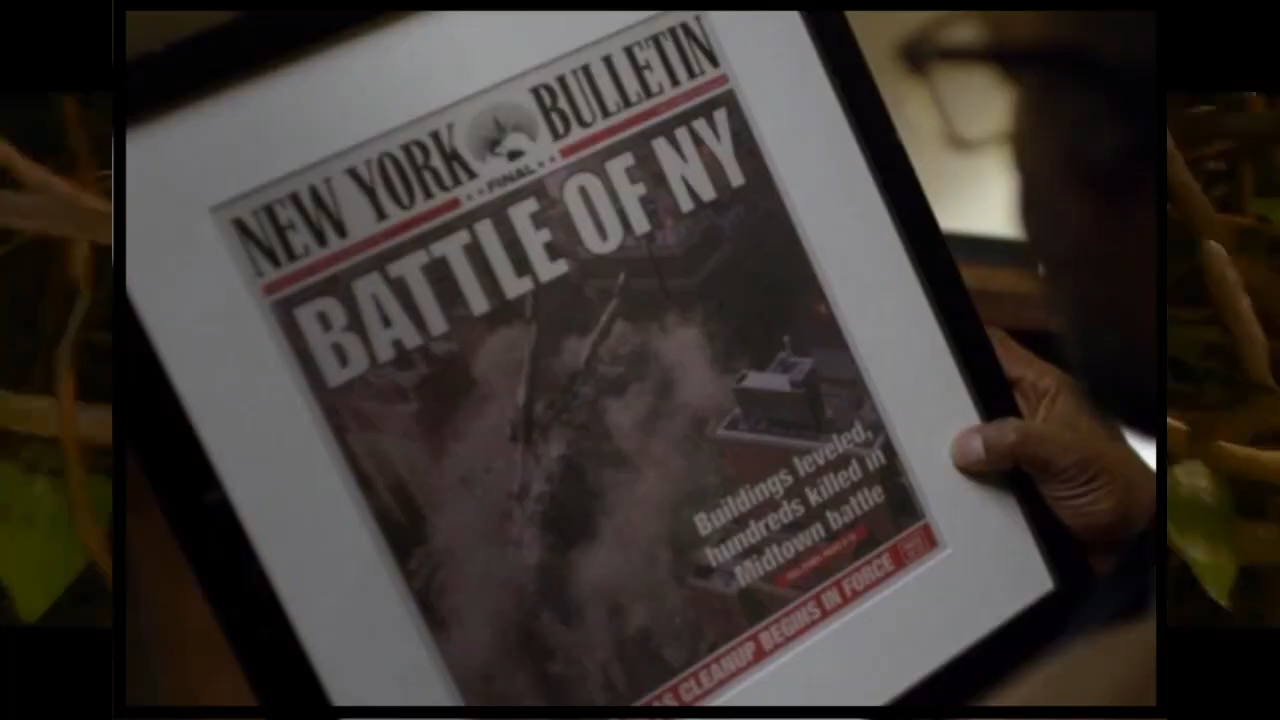 NEW YORK BULLETIN
FINAL
BATTLE OF NY
Buildings leveled,
hundreds killed in
Midtown battle
CLEANUP BEGINS IN FORCE